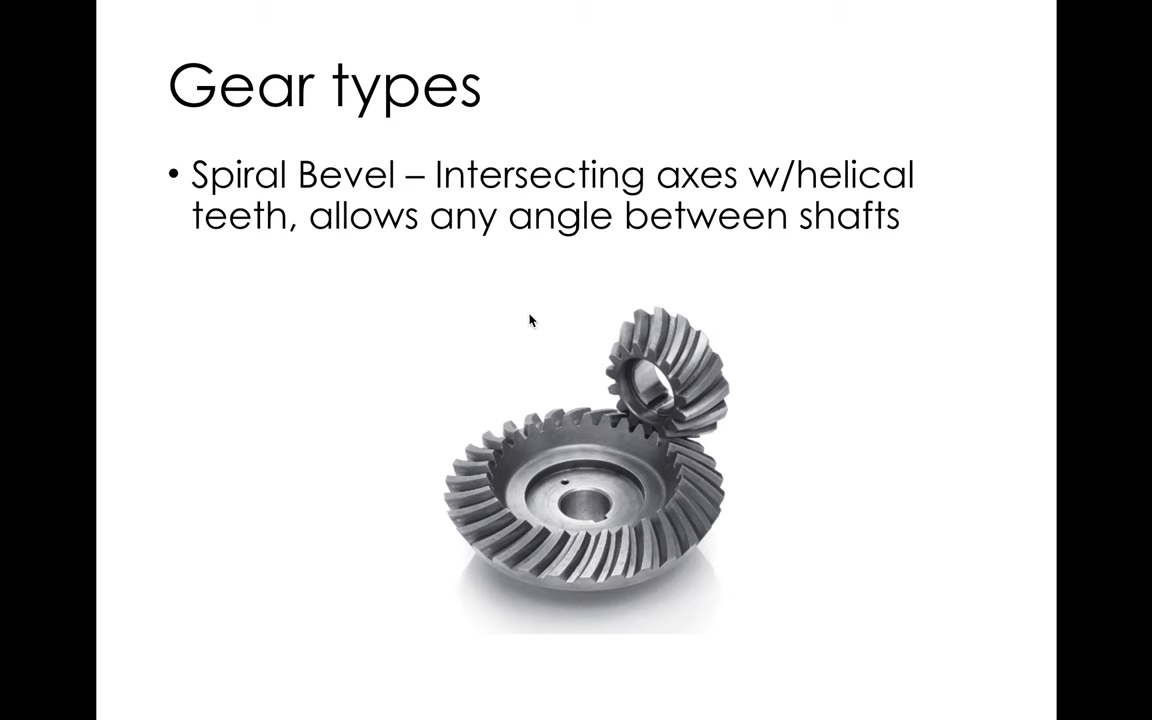 Gear types
• Spiral Bevel – Intersecting axes w/helical
teeth, allows any angle between shafts